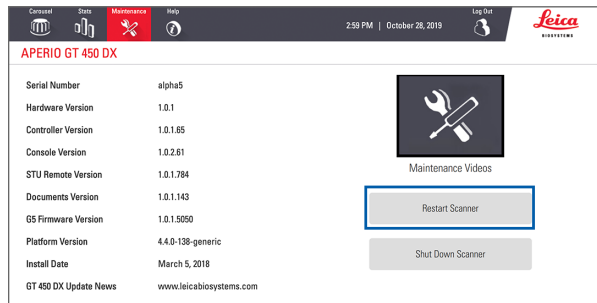 Carousel Stats Maintenance Help Log Out
2:59 PM | October 28, 2019
Leica
BIOSYSTEMS
APERIO GT 450 DX
Serial Number alpha5
Hardware Version 1.0.1
Controller Version 1.0.1.65
Console Version 1.0.2.61
STU Remote Version 1.0.1.784
Documents Version 1.0.1.143
G5 Firmware Version 1.0.1.5050
Platform Version 4.4.0-138-generic
Install Date March 5, 2018
GT 450 DX Update News www.leicabiosystems.com
Maintenance Videos
Restart Scanner
Shut Down Scanner